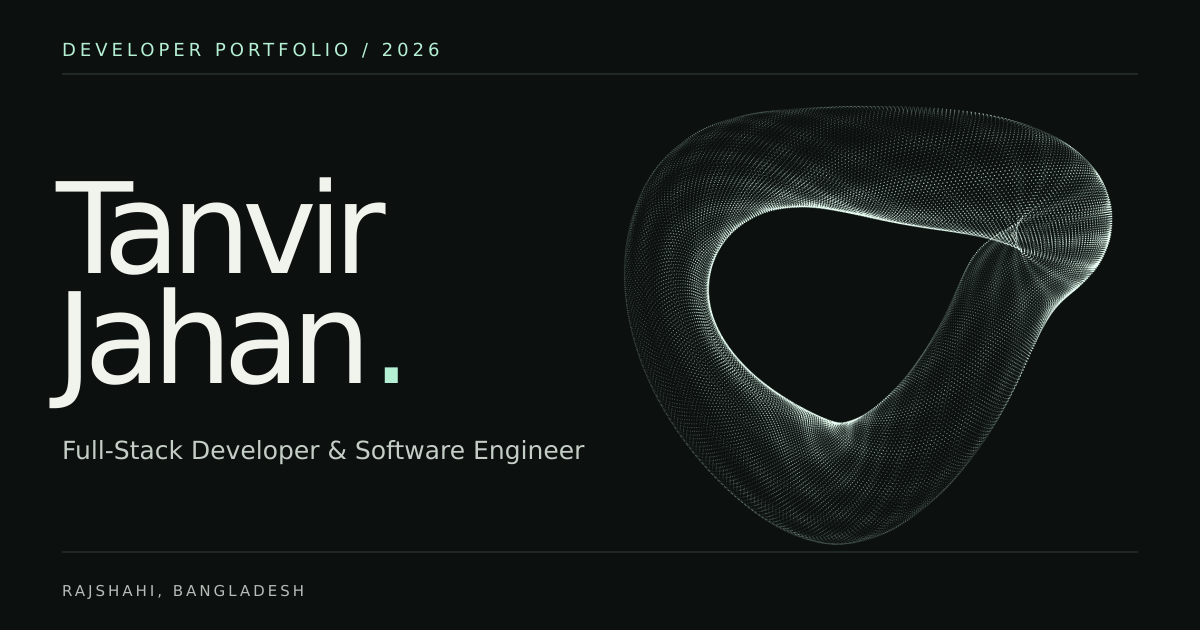 DEVELOPER PORTFOLIO / 2026
Tanvir
Jahan.
Full-Stack Developer & Software Engineer
RAJSHAHI, BANGLADESH